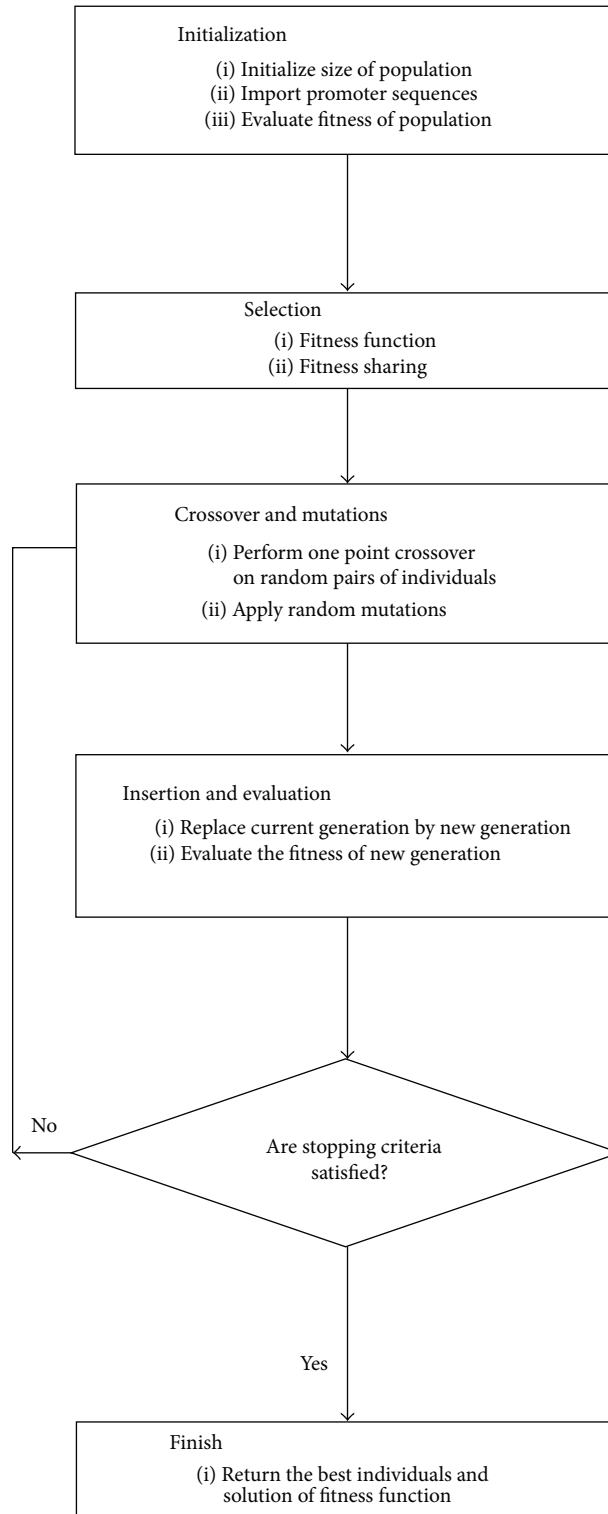 Initialization
(i) Initialize size of population
(ii) Import promoter sequences
(iii) Evaluate fitness of population
Selection
(i) Fitness function
(ii) Fitness sharing
Crossover and mutations
(i) Perform one point crossover
on random pairs of individuals
(ii) Apply random mutations
Insertion and evaluation
(i) Replace current generation by new generation
(ii) Evaluate the fitness of new generation
No
Are stopping criteria
satisfied?
Yes
Finish
(i) Return the best individuals and
solution of fitness function